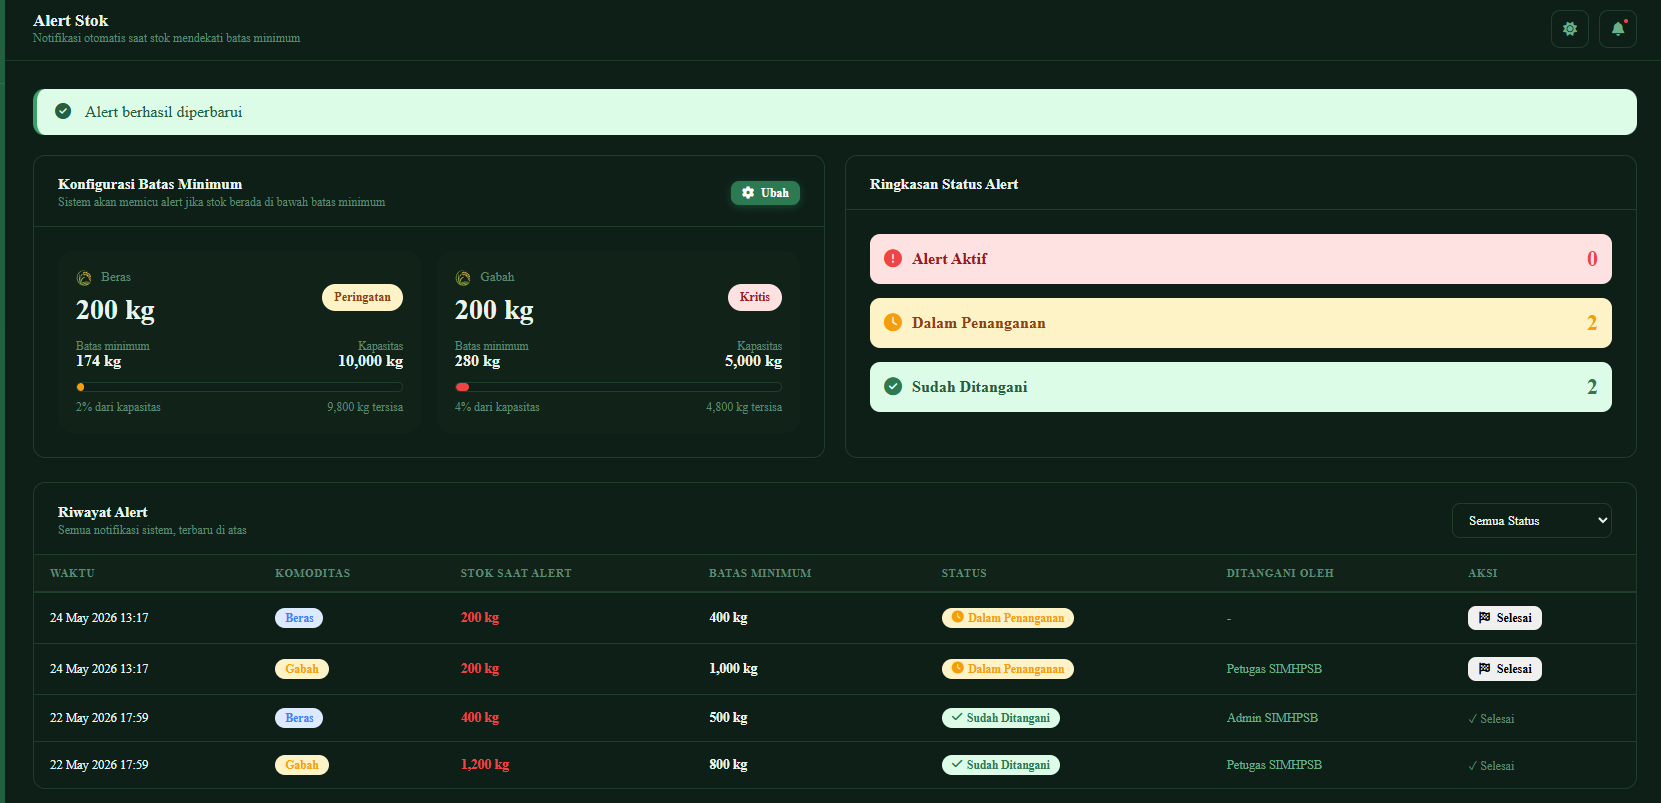 Alert Stok
Notifikasi otomatis saat stok mendekati batas minimum
Alert berhasil diperbarui
Konfigurasi Batas Minimum
Sistem akan memicu alert jika stok berada di bawah batas minimum
Ubah
Beras
200 kg
Peringatan
Batas minimum
Kapasitas
174 kg
10,000 kg
2% dari kapasitas
9,800 kg tersisa
Gabah
200 kg
Kritis
Batas minimum
Kapasitas
280 kg
5,000 kg
4% dari kapasitas
4,800 kg tersisa
Ringkasan Status Alert
Alert Aktif 0
Dalam Penanganan 2
Sudah Ditangani 2
Riwayat Alert
Semua notifikasi sistem, terbaru di atas
Semua Status
WAKTU KOMODITAS STOK SAAT ALERT BATAS MINIMUM STATUS DITANGANI OLEH AKSI
24 May 2026 13:17 Beras 200 kg 400 kg Dalam Penanganan - Selesai
24 May 2026 13:17 Gabah 200 kg 1,000 kg Dalam Penanganan Petugas SIMHPSB Selesai
22 May 2026 17:59 Beras 400 kg 500 kg Sudah Ditangani Admin SIMHPSB ✓ Selesai
22 May 2026 17:59 Gabah 1,200 kg 800 kg Sudah Ditangani Petugas SIMHPSB ✓ Selesai